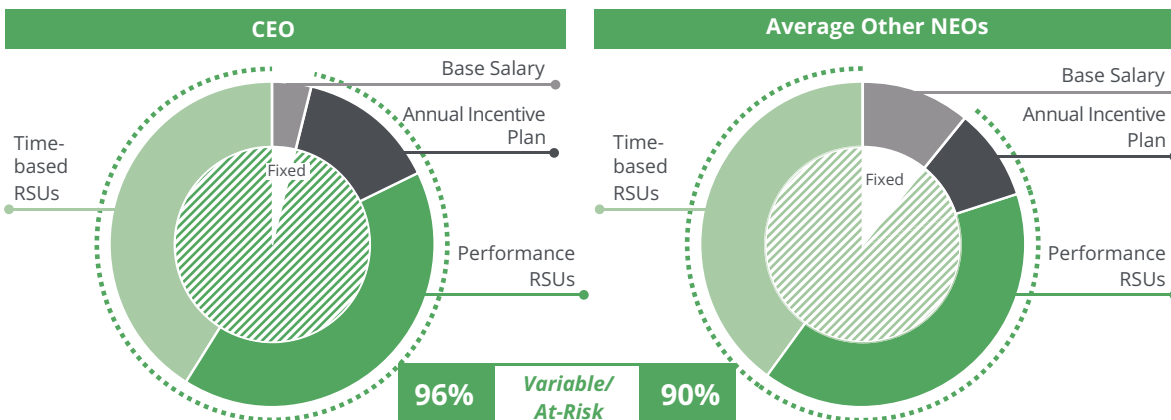 CEO
Base Salary
Annual Incentive
Plan
Time-
based
RSUs
Fixed
Performance
RSUs
Average Other NEOs
Base Salary
Annual Incentive
Plan
Time-
based
RSUs
Fixed
Performance
RSUs
96%
Variable/
At-Risk
90%